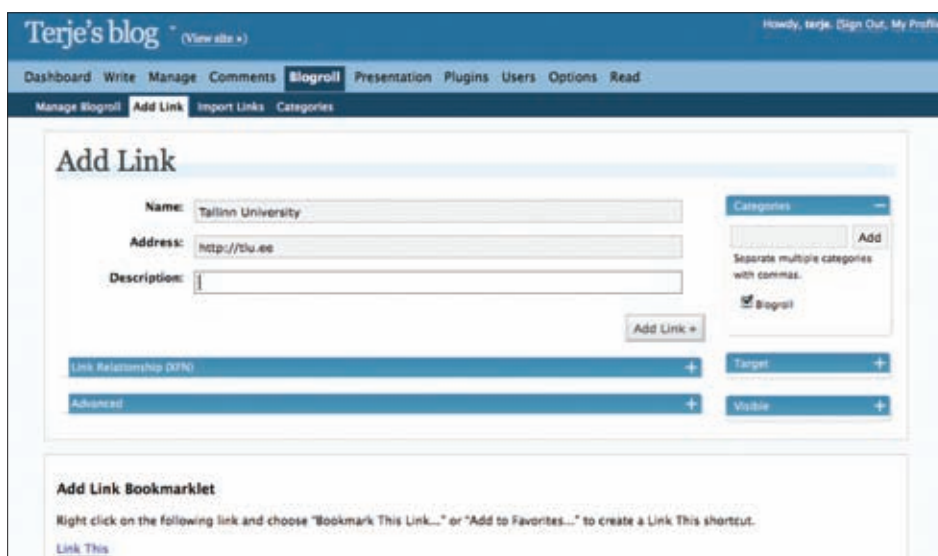 Terje's blog (View site »)
Howdy, terje. [Sign Out, My Profile
Dashboard Write Manage Comments Blogroll Presentation Plugins Users Options Read
Manage Blogroll Add Link Import Links Categories
Add Link
Name: Tallinn University
Address: http://tlu.ee
Description:
Add Link »
Categories
Add
Separate multiple categories
with commas.
Blogroll
Link Relationship (XFN)
Target
Advanced
Visible
Add Link Bookmarklet
Right click on the following link and choose "Bookmark This Link..." or "Add to Favorites..." to create a Link This shortcut.
Link This